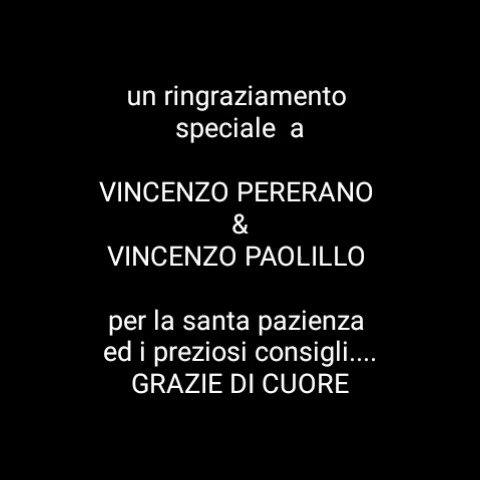 un ringraziamento
speciale  a
VINCENZO PERERANO
&
VINCENZO PAOLILLO
per la santa pazienza
ed i preziosi consigli....
GRAZIE DI CUORE